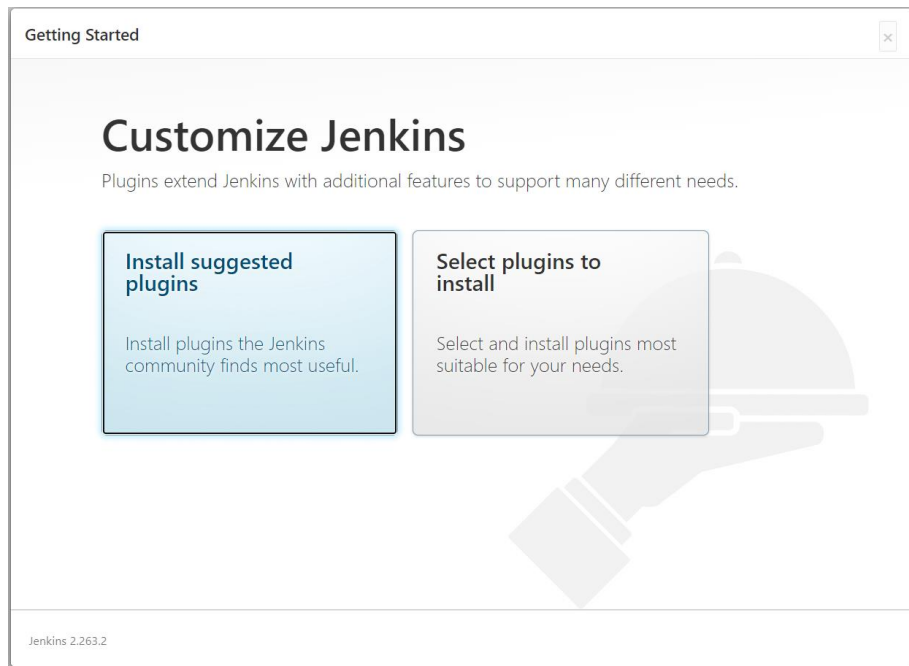 Getting Started
×
Customize Jenkins
Plugins extend Jenkins with additional features to support many different needs.
Install suggested
plugins
Install plugins the Jenkins
community finds most useful.
Select plugins to
install
Select and install plugins most
suitable for your needs.
Jenkins 2.263.2